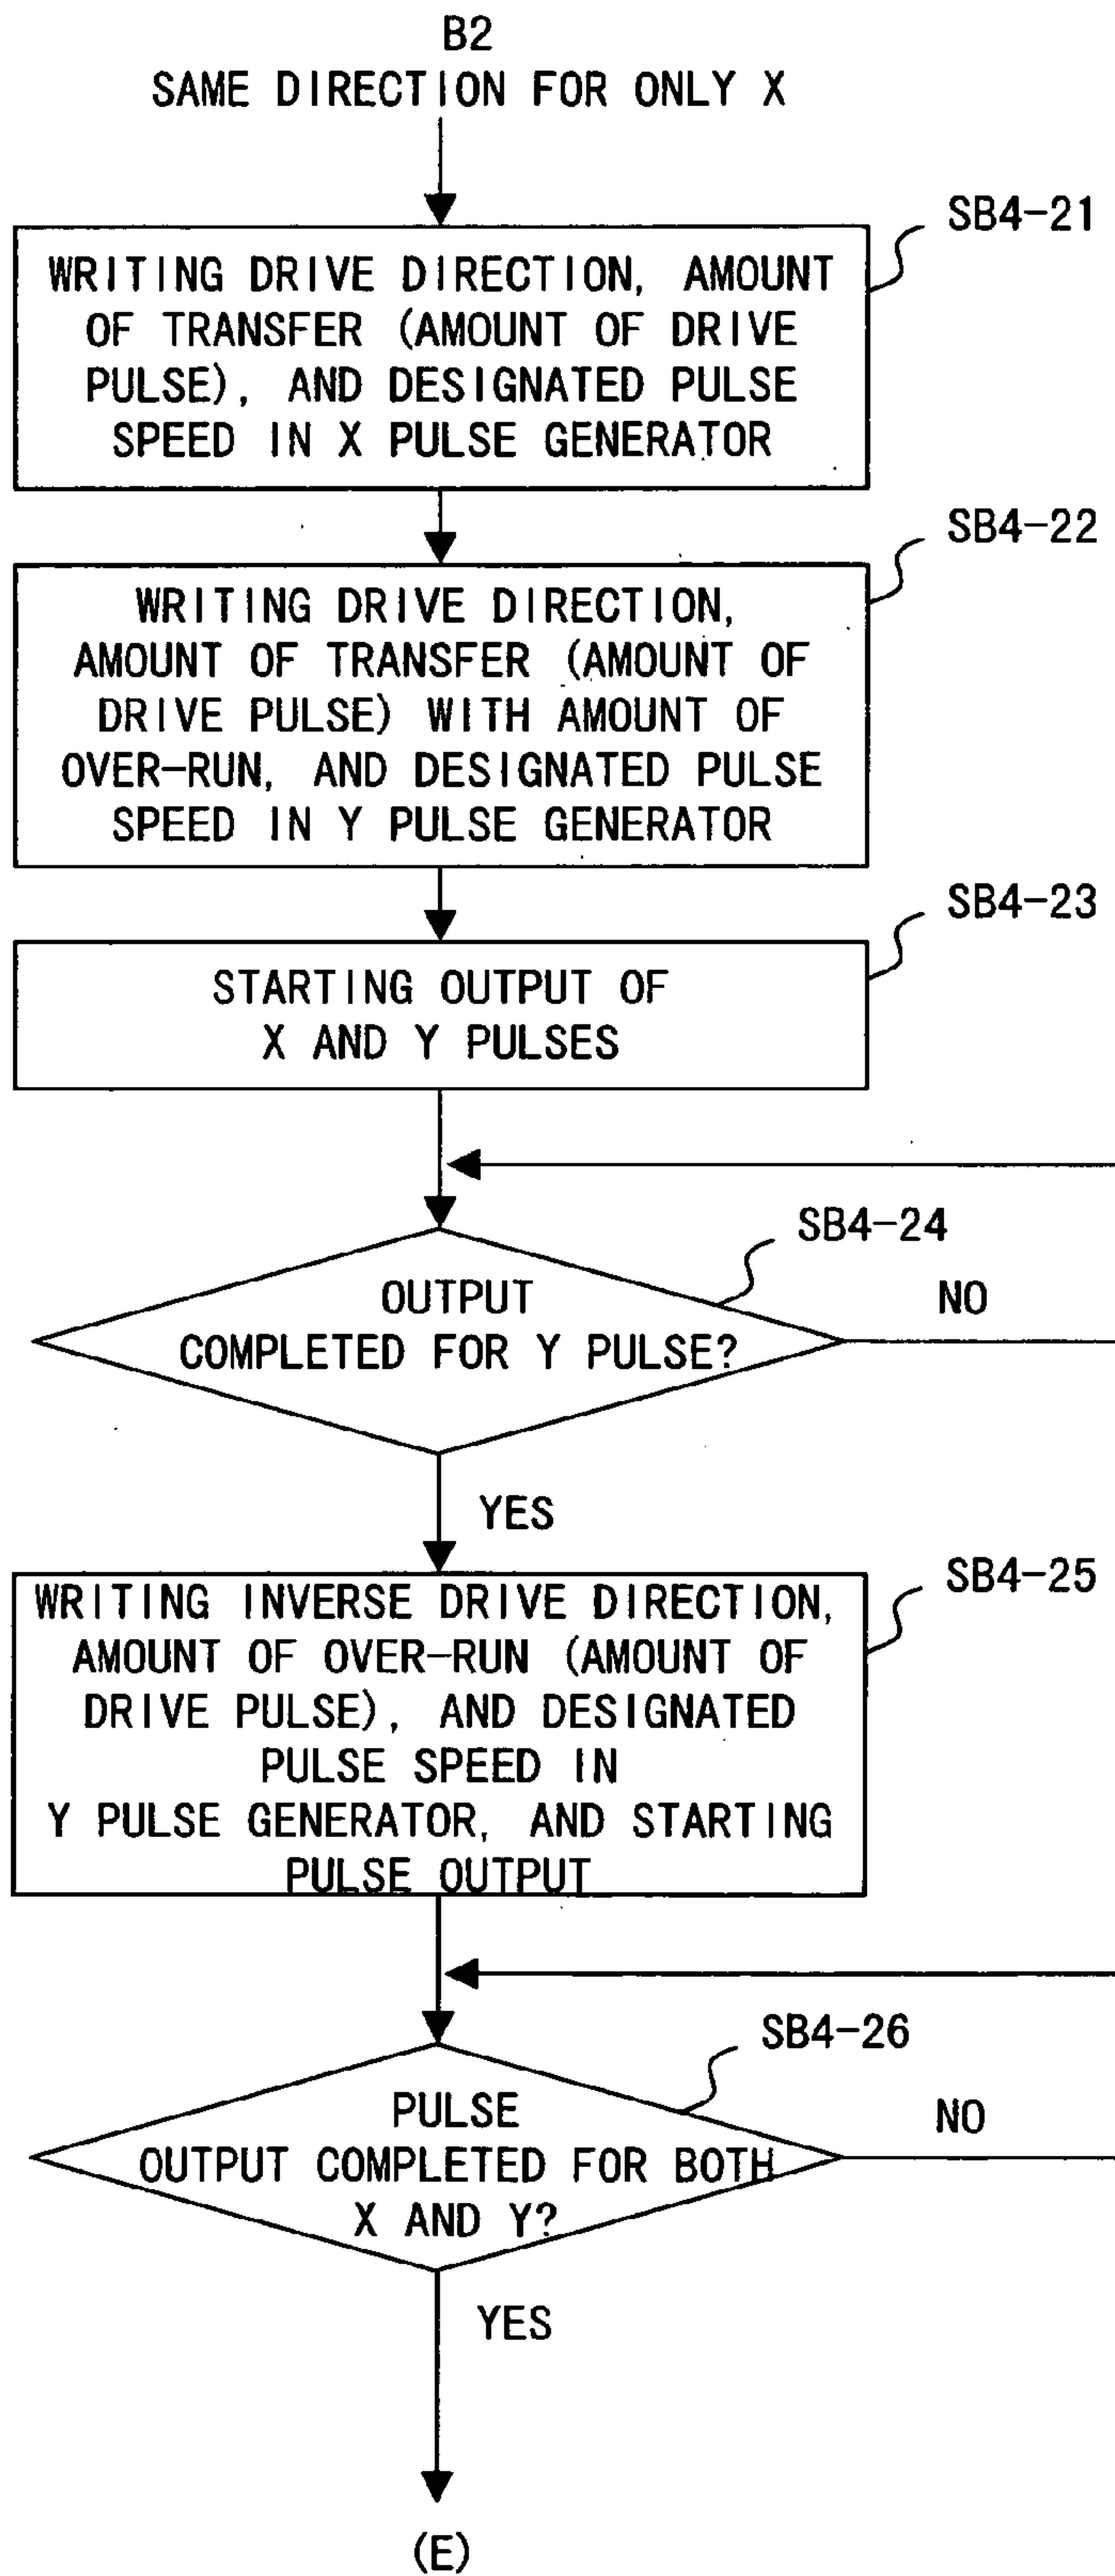 B2
SAME DIRECTION FOR ONLY X
SB4-21
WRITING DRIVE DIRECTION, AMOUNT
OF TRANSFER (AMOUNT OF DRIVE
PULSE), AND DESIGNATED PULSE
SPEED IN X PULSE GENERATOR
SB4-22
WRITING DRIVE DIRECTION,
AMOUNT OF TRANSFER (AMOUNT OF
DRIVE PULSE) WITH AMOUNT OF
OVER-RUN, AND DESIGNATED PULSE
SPEED IN Y PULSE GENERATOR
SB4-23
STARTING OUTPUT OF
X AND Y PULSES
SB4-24
OUTPUT
COMPLETED FOR Y PULSE?
NO
YES
SB4-25
WRITING INVERSE DRIVE DIRECTION,
AMOUNT OF OVER-RUN (AMOUNT OF
DRIVE PULSE), AND DESIGNATED
PULSE SPEED IN
Y PULSE GENERATOR, AND STARTING
PULSE OUTPUT
SB4-26
PULSE
OUTPUT COMPLETED FOR BOTH
X AND Y?
NO
YES
(E)